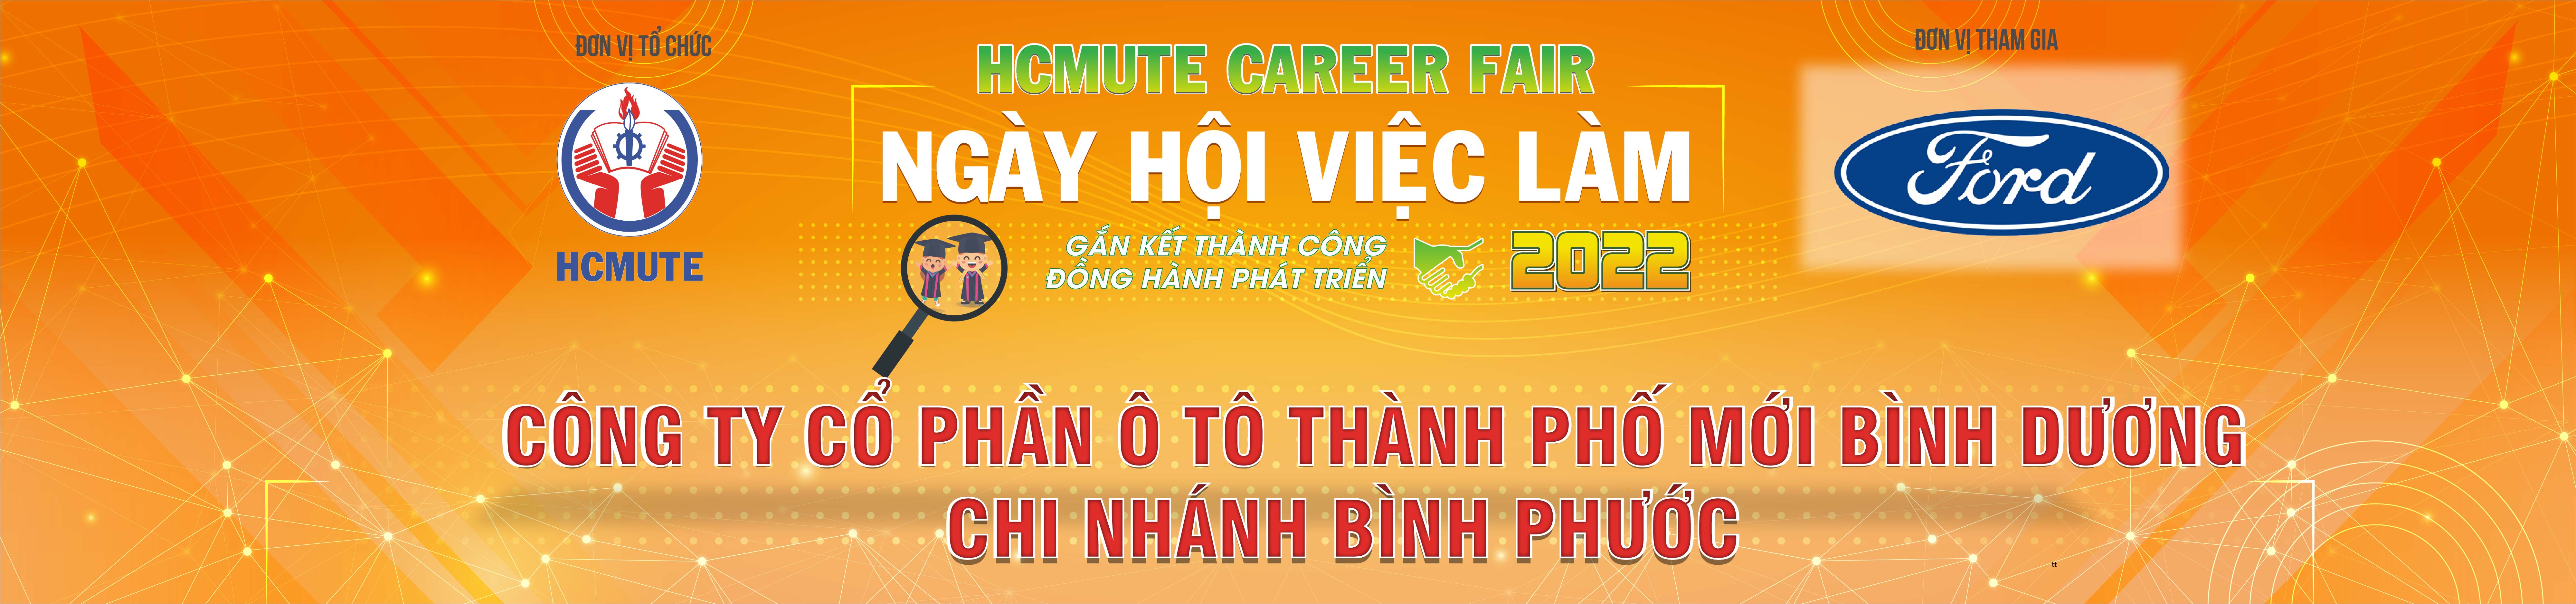 ĐƠN VỊ TỔ CHỨC
HCMUTE
HCMUTE CAREER FAIR
NGÀY HỘI VIỆC LÀM
GẮN KẾT THÀNH CÔNG
ĐỒNG HÀNH PHÁT TRIỂN
2022
ĐƠN VỊ THAM GIA
Ford
CÔNG TY CỔ PHẦN Ô TÔ THÀNH PHỐ MỚI BÌNH DƯƠNG
CHI NHÁNH BÌNH PHƯỚC
tt